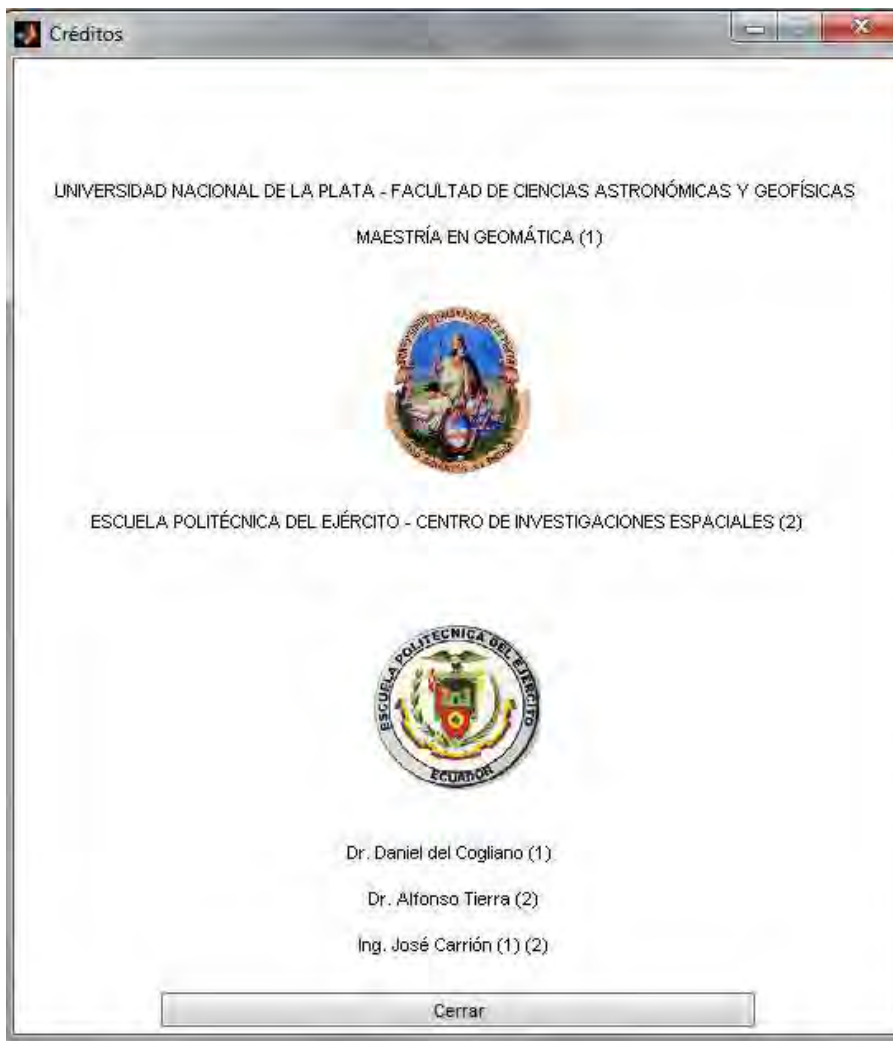 Créditos
UNIVERSIDAD NACIONAL DE LA PLATA - FACULTAD DE CIENCIAS ASTRONÓMICAS Y GEOFÍSICAS
MAESTRÍA EN GEOMÁTICA (1)
ESCUELA POLITÉCNICA DEL EJÉRCITO - CENTRO DE INVESTIGACIONES ESPACIALES (2)
ESCUELA POLITECNICA DEL EJERCITO
ECUADOR
Dr. Daniel del Cogliano (1)
Dr. Alfonso Tierra (2)
Ing. José Carrión (1) (2)
Cerrar